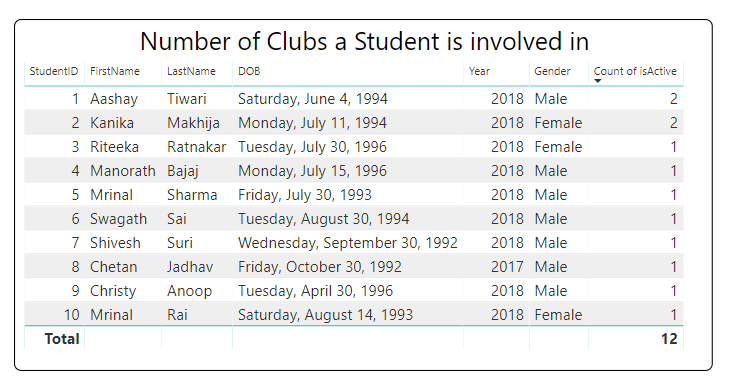 Number of Clubs a Student is involved in
StudentID FirstName LastName DOB Year Gender Count of isActive
1 Aashay Tiwari Saturday, June 4, 1994 2018 Male 2
2 Kanika Makhija Monday, July 11, 1994 2018 Female 2
3 Riteeka Ratnakar Tuesday, July 30, 1996 2018 Female 1
4 Manorath Bajaj Monday, July 15, 1996 2018 Male 1
5 Mrinal Sharma Friday, July 30, 1993 2018 Male 1
6 Swagath Sai Tuesday, August 30, 1994 2018 Male 1
7 Shivesh Suri Wednesday, September 30, 1992 2018 Male 1
8 Chetan Jadhav Friday, October 30, 1992 2017 Male 1
9 Christy Anoop Tuesday, April 30, 1996 2018 Male 1
10 Mrinal Rai Saturday, August 14, 1993 2018 Female 1
Total 12